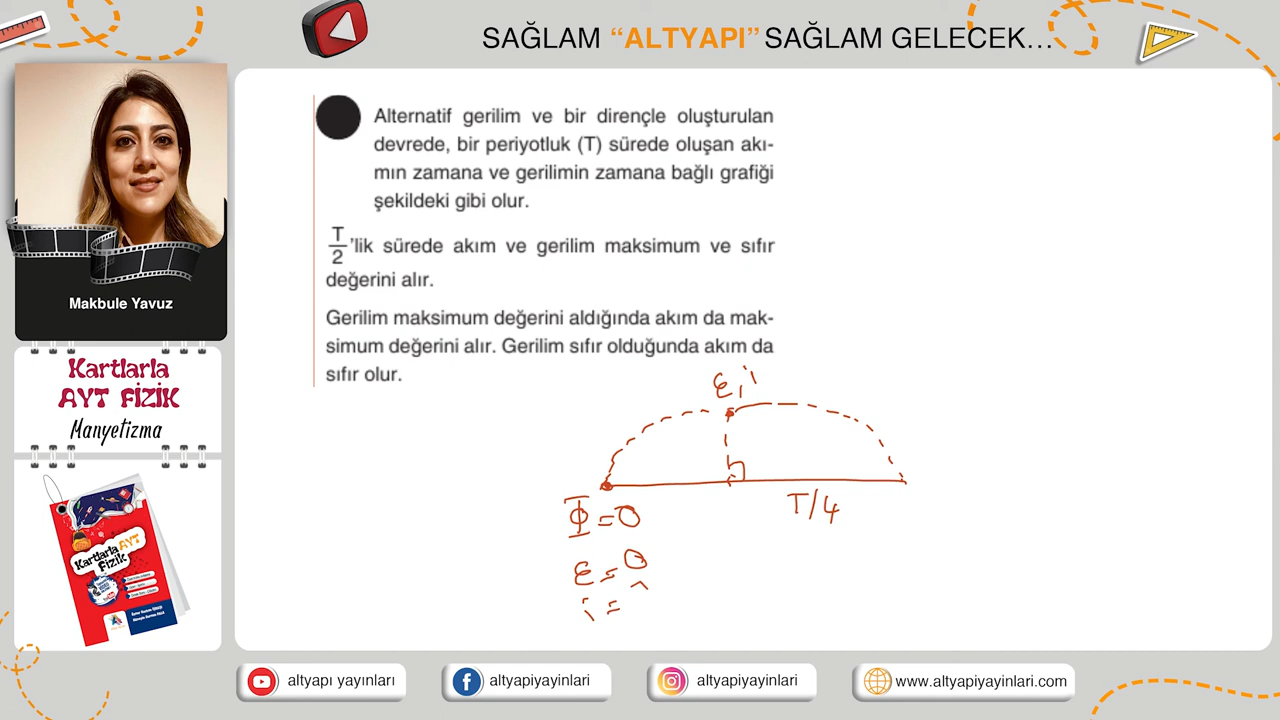 SAĞLAM “ALTYAPI” SAĞLAM GELECEK...
Alternatif gerilim ve bir dirençle oluşturulan
devrede, bir periyotluk (T) sürede oluşan akı-
mın zamana ve gerilimin zamana bağlı grafiği
şekildeki gibi olur.
T/2 'lik sürede akım ve gerilim maksimum ve sıfır
değerini alır.
Gerilim maksimum değerini aldığında akım da mak-
simum değerini alır. Gerilim sıfır olduğunda akım da
sıfır olur.
ε, i
T/4
Φ = 0
ε = 0
i =
Makbule Yavuz
Kartlarla
AYT FİZİK
Manyetizma
Kartlarla AYT
Fizik
altyapı yayınları
altyapiyayinlari
altyapiyayinlari
www.altyapiyayinlari.com